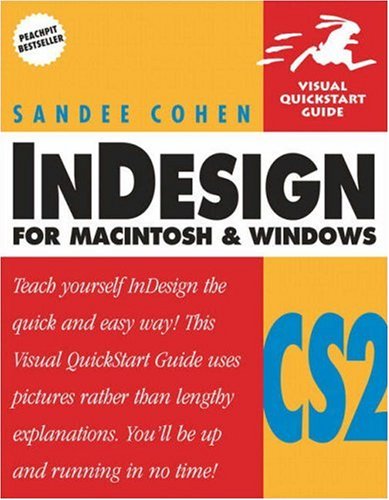 PEACHPIT
BESTSELLER
VISUAL
QUICKSTART
GUIDE
SANDEE COHEN
INDESIGN
FOR MACINTOSH & WINDOWS
Teach yourself InDesign the
quick and easy way! This
Visual QuickStart Guide uses
pictures rather than lengthy
explanations. You'll be up
and running in no time!
CS2